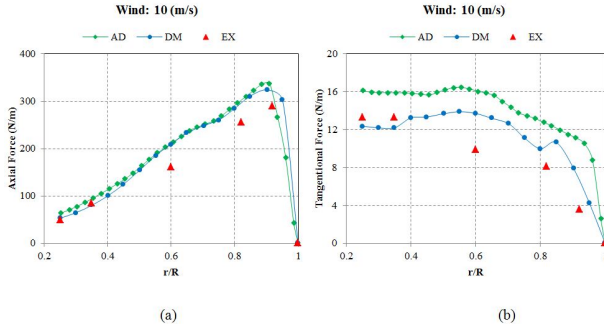 Wind: 10 (m/s)
AD DM EX
Axial Force (N/m)
400
300
200
100
0
0.2 0.4 0.6 0.8 1
r/R
(a)
Wind: 10 (m/s)
AD DM EX
Tangentional Force (N/m)
20
16
12
8
4
0
0.2 0.4 0.6 0.8
r/R
(b)